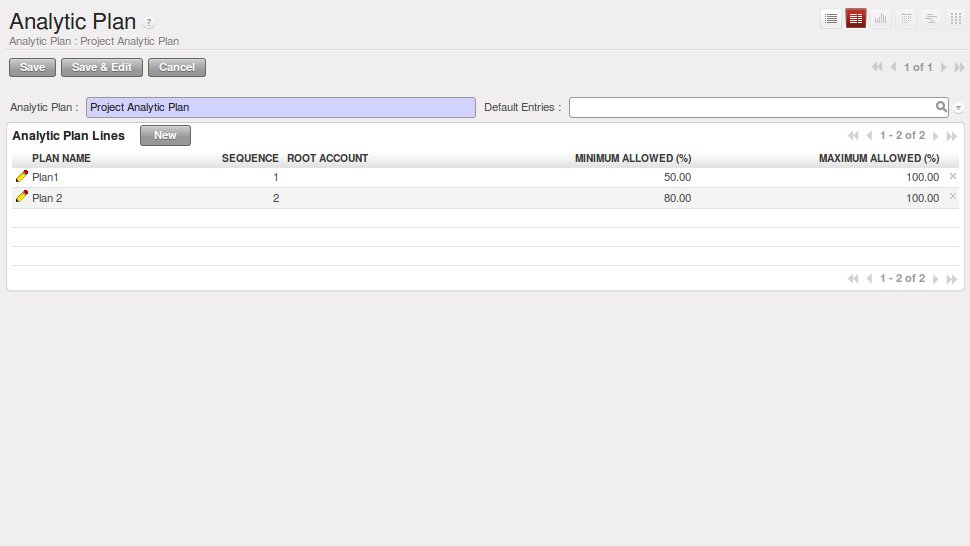 Analytic Plan ?
Analytic Plan : Project Analytic Plan
Save Save & Edit Cancel 1 of 1
Analytic Plan : Project Analytic Plan Default Entries :
Analytic Plan Lines New 1 - 2 of 2
PLAN NAME SEQUENCE ROOT ACCOUNT MINIMUM ALLOWED (%) MAXIMUM ALLOWED (%)
Plan1 1 50.00 100.00
Plan 2 2 80.00 100.00
1 - 2 of 2